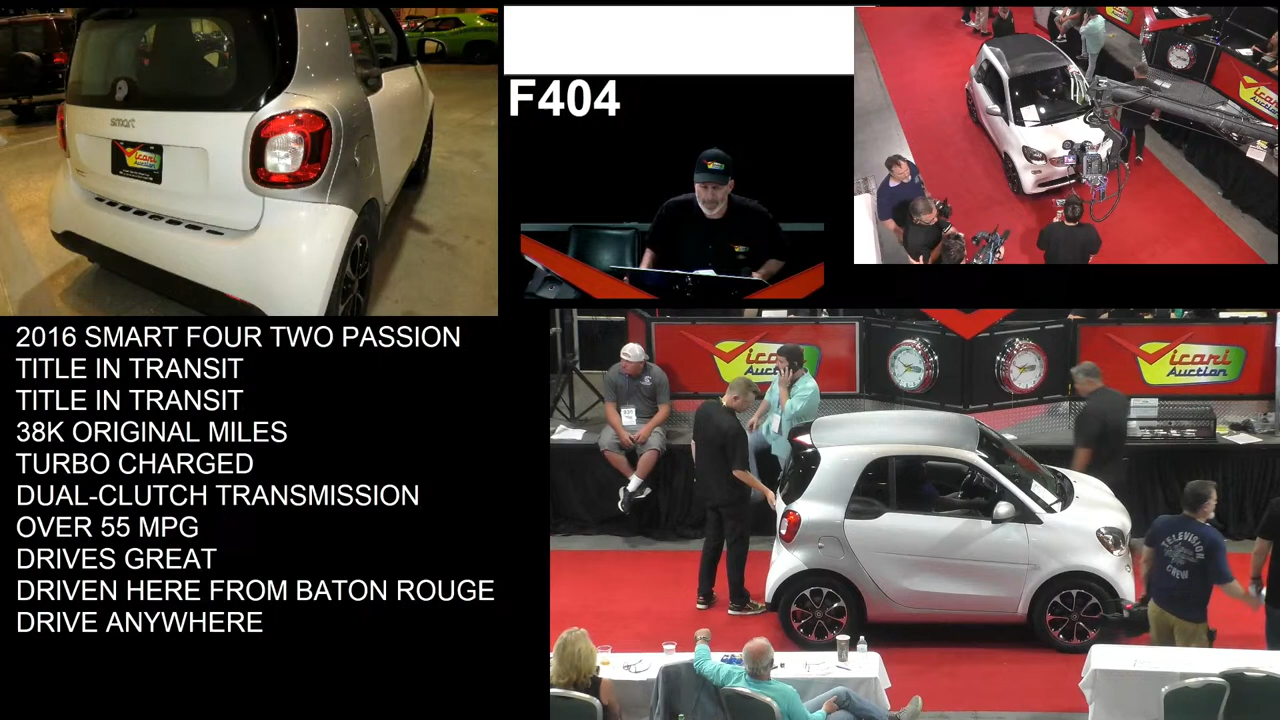 smart
Vicari
Auction
F404
2016 SMART FOUR TWO PASSION
TITLE IN TRANSIT
TITLE IN TRANSIT
38K ORIGINAL MILES
TURBO CHARGED
DUAL-CLUTCH TRANSMISSION
OVER 55 MPG
DRIVES GREAT
DRIVEN HERE FROM BATON ROUGE
DRIVE ANYWHERE
Vicari
Auction
Vicari
Auction
Vicari
Auction
TELEVISION
CREW